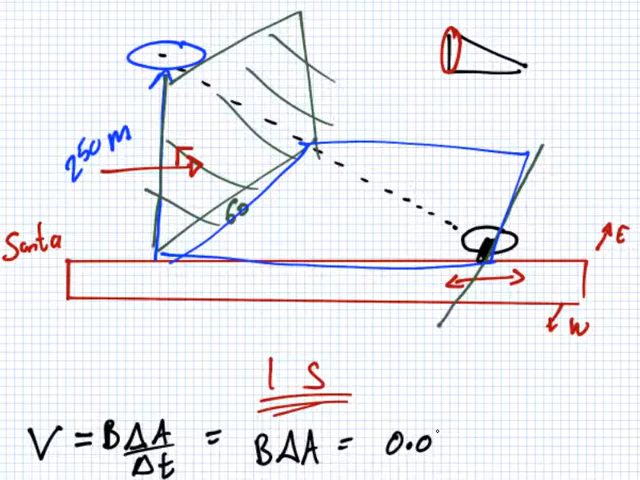 250 M
60
Santa
E
W
1 S
V = BΔA/Δt = BΔA = 0.0